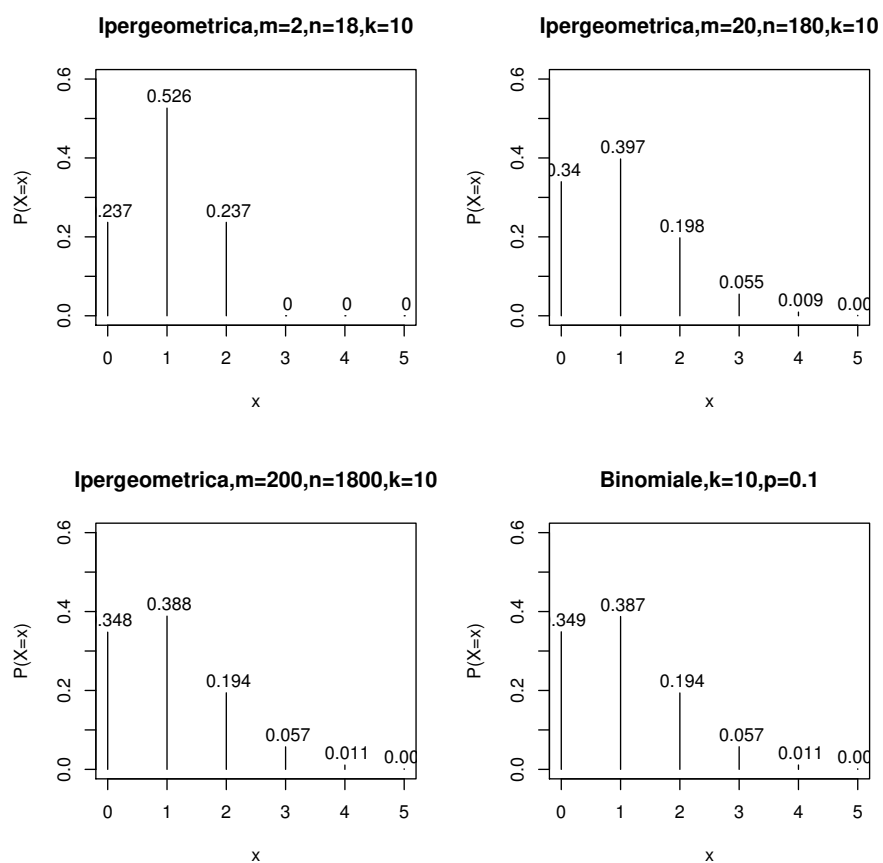 Ipergeometrica,m=2,n=18,k=10
0.6
0.4
0.2
0.0
P(X=x)
.237
0.526
0.237
0
0
0
0 1 2 3 4 5
x
Ipergeometrica,m=20,n=180,k=10
0.6
0.4
0.2
0.0
P(X=x)
0.34
0.397
0.198
0.055
0.009
0.00
0 1 2 3 4 5
x
Ipergeometrica,m=200,n=1800,k=10
0.6
0.4
0.2
0.0
P(X=x)
.348
0.388
0.194
0.057
0.011
0.00
0 1 2 3 4 5
x
Binomiale,k=10,p=0.1
0.6
0.4
0.2
0.0
P(X=x)
.349
0.387
0.194
0.057
0.011
0.00
0 1 2 3 4 5
x